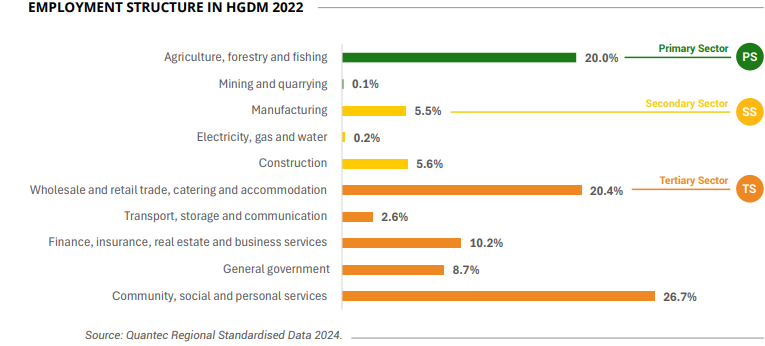 EMPLOYMENT STRUCTURE IN HGDM 2022
Agriculture, forestry and fishing 20.0% Primary Sector PS
Mining and quarrying 0.1%
Manufacturing 5.5% Secondary Sector SS
Electricity, gas and water 0.2%
Construction 5.6%
Wholesale and retail trade, catering and accommodation 20.4% Tertiary Sector TS
Transport, storage and communication 2.6%
Finance, insurance, real estate and business services 10.2%
General government 8.7%
Community, social and personal services 26.7%
Source: Quantec Regional Standardised Data 2024.